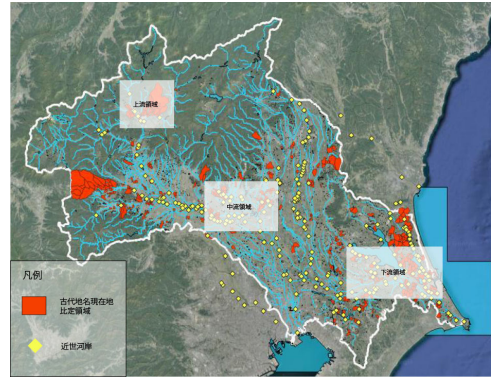 上流領域
中流領域
下流領域
凡例
古代地名現在地
比定領域
近世河岸